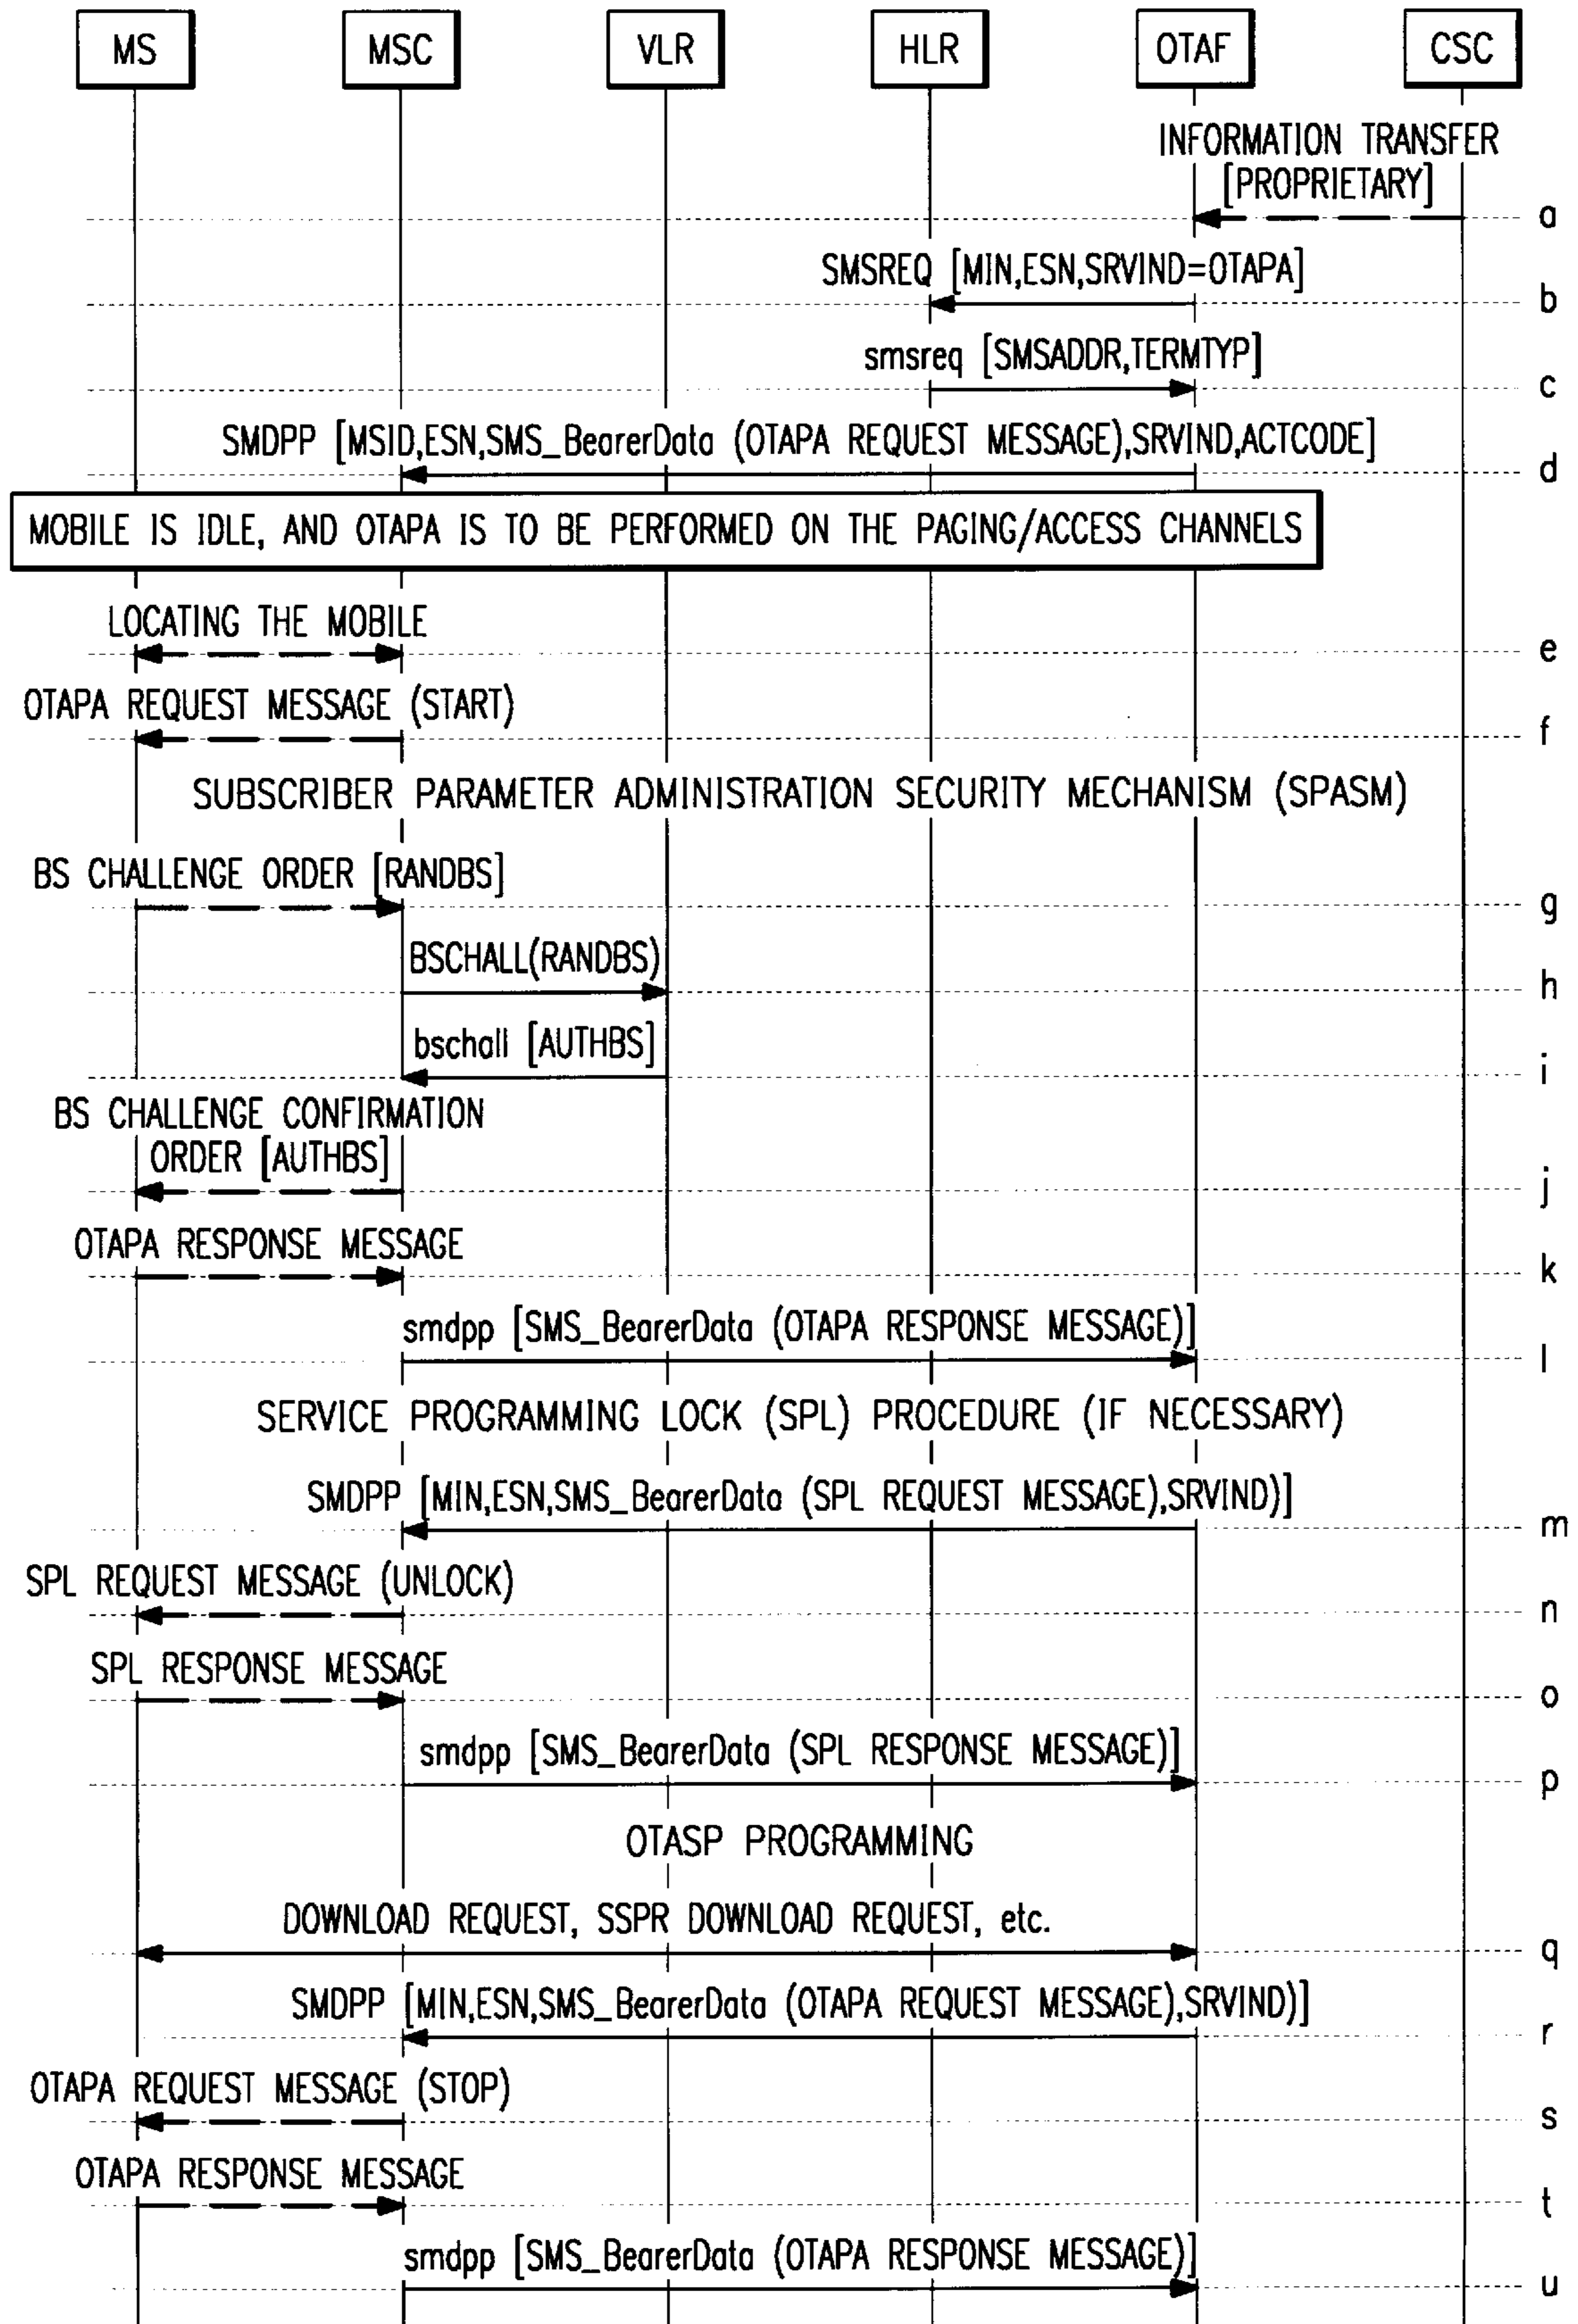 MS MSC VLR HLR OTAF CSC
INFORMATION TRANSFER
[PROPRIETARY]
a
SMSREQ [MIN,ESN,SRVIND=OTAPA]
b
smsreq [SMSADDR,TERMTYP]
c
SMDPP [MSID,ESN,SMS_BearerData (OTAPA REQUEST MESSAGE),SRVIND,ACTCODE]
d
MOBILE IS IDLE, AND OTAPA IS TO BE PERFORMED ON THE PAGING/ACCESS CHANNELS
LOCATING THE MOBILE
e
OTAPA REQUEST MESSAGE (START)
f
SUBSCRIBER PARAMETER ADMINISTRATION SECURITY MECHANISM (SPASM)
BS CHALLENGE ORDER [RANDBS]
g
BSCHALL(RANDBS)
h
bschall [AUTHBS]
i
BS CHALLENGE CONFIRMATION
ORDER [AUTHBS]
j
OTAPA RESPONSE MESSAGE
k
smdpp [SMS_BearerData (OTAPA RESPONSE MESSAGE)]
l
SERVICE PROGRAMMING LOCK (SPL) PROCEDURE (IF NECESSARY)
SMDPP [MIN,ESN,SMS_BearerData (SPL REQUEST MESSAGE),SRVIND)]
m
SPL REQUEST MESSAGE (UNLOCK)
n
SPL RESPONSE MESSAGE
o
smdpp [SMS_BearerData (SPL RESPONSE MESSAGE)]
p
OTASP PROGRAMMING
DOWNLOAD REQUEST, SSPR DOWNLOAD REQUEST, etc.
q
SMDPP [MIN,ESN,SMS_BearerData (OTAPA REQUEST MESSAGE),SRVIND)]
r
OTAPA REQUEST MESSAGE (STOP)
s
OTAPA RESPONSE MESSAGE
t
smdpp [SMS_BearerData (OTAPA RESPONSE MESSAGE)]
u